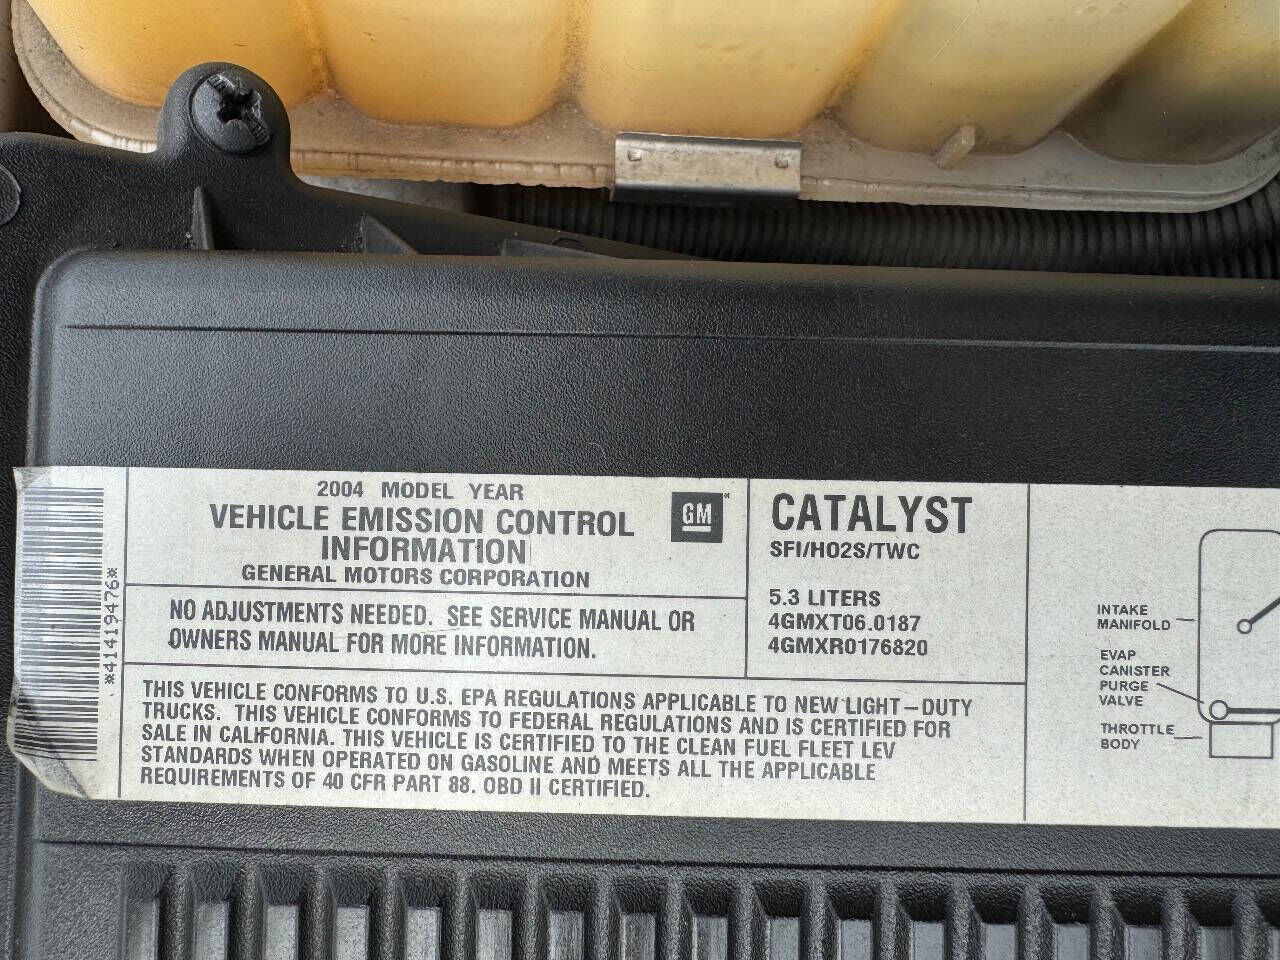 *41419476*
2004 MODEL YEAR
VEHICLE EMISSION CONTROL
INFORMATION
GENERAL MOTORS CORPORATION
GM
NO ADJUSTMENTS NEEDED. SEE SERVICE MANUAL OR
OWNERS MANUAL FOR MORE INFORMATION.
CATALYST
SFI/HO2S/TWC
5.3 LITERS
4GMXT06.0187
4GMXR0176820
THIS VEHICLE CONFORMS TO U.S. EPA REGULATIONS APPLICABLE TO NEW LIGHT-DUTY
TRUCKS. THIS VEHICLE CONFORMS TO FEDERAL REGULATIONS AND IS CERTIFIED FOR
SALE IN CALIFORNIA. THIS VEHICLE IS CERTIFIED TO THE CLEAN FUEL FLEET LEV
STANDARDS WHEN OPERATED ON GASOLINE AND MEETS ALL THE APPLICABLE
REQUIREMENTS OF 40 CFR PART 88. OBD II CERTIFIED.
INTAKE
MANIFOLD
EVAP
CANISTER
PURGE
VALVE
THROTTLE
BODY